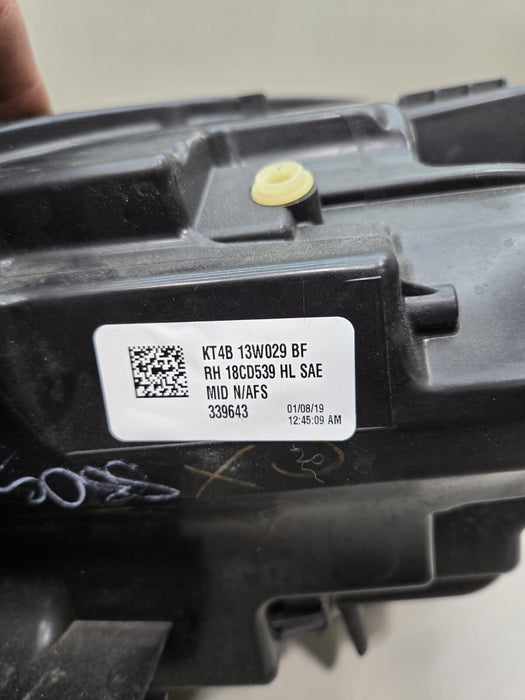 KT4B 13W029 BF
RH 18CD539 HL SAE
MID N/AFS
339643
01/08/19
12:45:09 AM